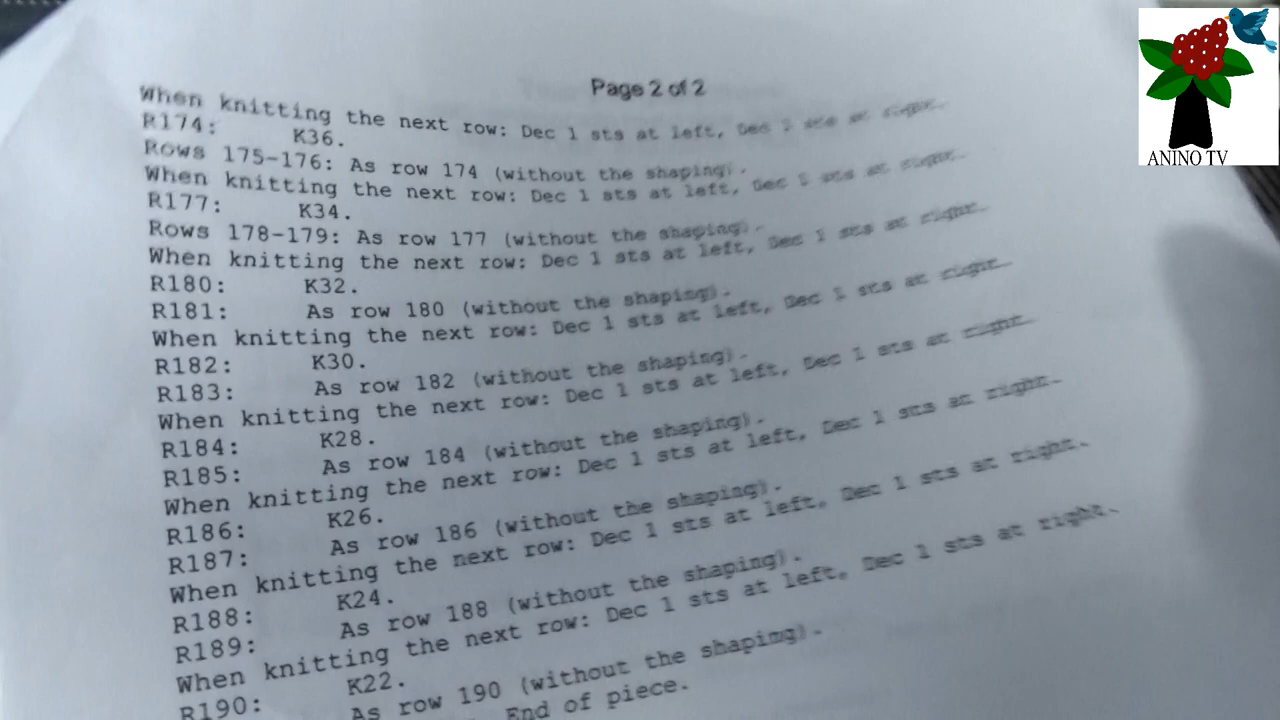 Page 2 of 2
When knitting the next row: Dec 1 sts at left, Dec 1 sts at right.
R174: K36.
Rows 175-176: As row 174 (without the shaping).
When knitting the next row: Dec 1 sts at left, Dec 1 sts at right.
R177: K34.
Rows 178-179: As row 177 (without the shaping).
When knitting the next row: Dec 1 sts at left, Dec 1 sts at right.
R180: K32.
R181: As row 180 (without the shaping).
When knitting the next row: Dec 1 sts at left, Dec 1 sts at right.
R182: K30.
R183: As row 182 (without the shaping).
When knitting the next row: Dec 1 sts at left, Dec 1 sts at right.
R184: K28.
R185: As row 184 (without the shaping).
When knitting the next row: Dec 1 sts at left, Dec 1 sts at right.
R186: K26.
R187: As row 186 (without the shaping).
When knitting the next row: Dec 1 sts at left, Dec 1 sts at right.
R188: K24.
R189: As row 188 (without the shaping).
When knitting the next row: Dec 1 sts at left, Dec 1 sts at right.
R190: K22.
As row 190 (without the shaping).
End of piece.
ANINO TV